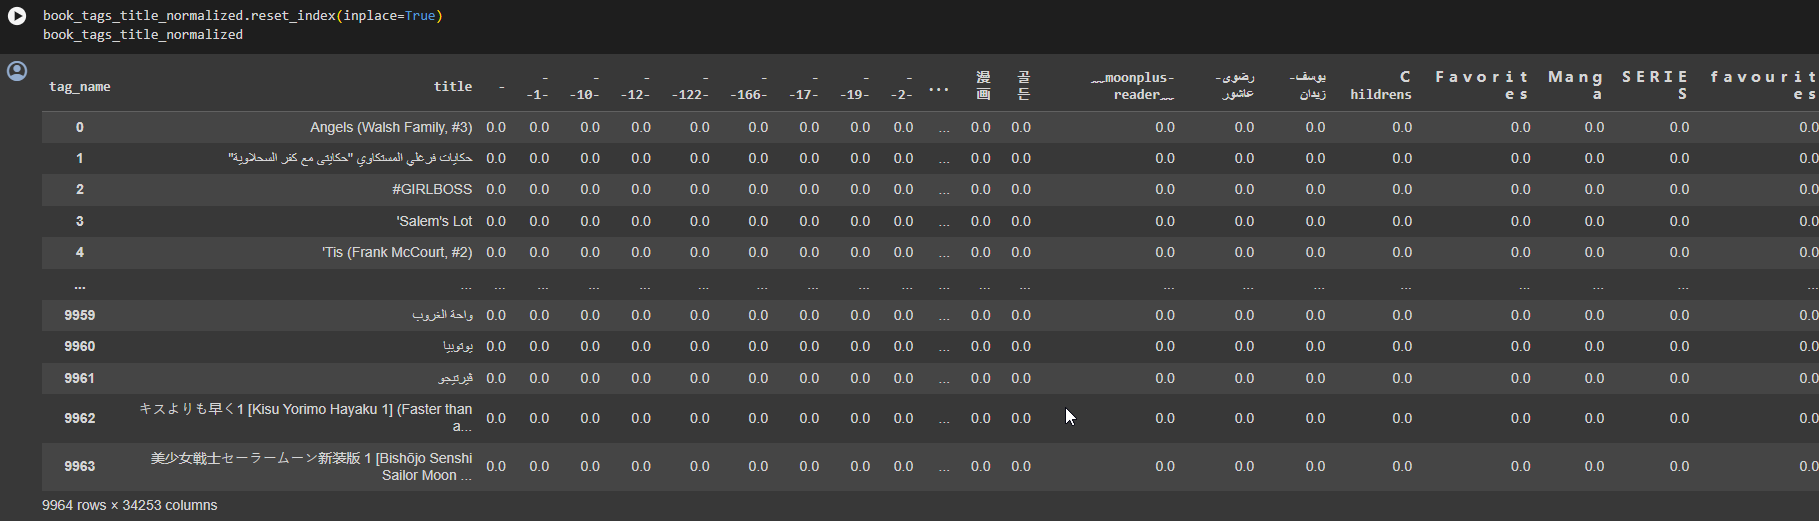 book_tags_title_normalized.reset_index(inplace=True)
book_tags_title_normalized
tag_name title - --1- --10- --12- --122- --166- --17- --19- --2- ... 漫画 골든 ﹏moonplus-reader﹏ رضوى-عاشور يوسف-زيدان C hildrens F a v o r i t e s M a n g a S E R I E S f a v o u r i t e s
0 Angels (Walsh Family, #3) 0.0 0.0 0.0 0.0 0.0 0.0 0.0 0.0 0.0 ... 0.0 0.0 0.0 0.0 0.0 0.0 0.0 0.0 0.0 0.0
1 حكايات فرغلي المستكاوي "حكايتى مع كفر السحلاوية" 0.0 0.0 0.0 0.0 0.0 0.0 0.0 0.0 0.0 ... 0.0 0.0 0.0 0.0 0.0 0.0 0.0 0.0 0.0 0.0
2 #GIRLBOSS 0.0 0.0 0.0 0.0 0.0 0.0 0.0 0.0 0.0 ... 0.0 0.0 0.0 0.0 0.0 0.0 0.0 0.0 0.0 0.0
3 'Salem's Lot 0.0 0.0 0.0 0.0 0.0 0.0 0.0 0.0 0.0 ... 0.0 0.0 0.0 0.0 0.0 0.0 0.0 0.0 0.0 0.0
4 'Tis (Frank McCourt, #2) 0.0 0.0 0.0 0.0 0.0 0.0 0.0 0.0 0.0 ... 0.0 0.0 0.0 0.0 0.0 0.0 0.0 0.0 0.0 0.0
... ... ... ... ... ... ... ... ... ... ... ... ... ... ... ... ... ... ... ... ... ...
9959 واحة الغروب 0.0 0.0 0.0 0.0 0.0 0.0 0.0 0.0 0.0 ... 0.0 0.0 0.0 0.0 0.0 0.0 0.0 0.0 0.0 0.0
9960 يوتوبيا 0.0 0.0 0.0 0.0 0.0 0.0 0.0 0.0 0.0 ... 0.0 0.0 0.0 0.0 0.0 0.0 0.0 0.0 0.0 0.0
9961 ڤيرتيجو 0.0 0.0 0.0 0.0 0.0 0.0 0.0 0.0 0.0 ... 0.0 0.0 0.0 0.0 0.0 0.0 0.0 0.0 0.0 0.0
9962 キスよりも早く1 [Kisu Yorimo Hayaku 1] (Faster than a... 0.0 0.0 0.0 0.0 0.0 0.0 0.0 0.0 0.0 ... 0.0 0.0 0.0 0.0 0.0 0.0 0.0 0.0 0.0 0.0
9963 美少女戦士セーラームーン新装版 1 [Bishōjo Senshi Sailor Moon ... 0.0 0.0 0.0 0.0 0.0 0.0 0.0 0.0 0.0 ... 0.0 0.0 0.0 0.0 0.0 0.0 0.0 0.0 0.0 0.0
9964 rows × 34253 columns